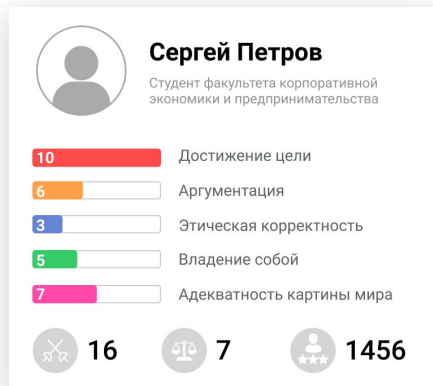 Сергей Петров
Студент факультета корпоративной
экономики и предпринимательства
10 Достижение цели
6 Аргументация
3 Этическая корректность
5 Владение собой
7 Адекватность картины мира
16 7 1456